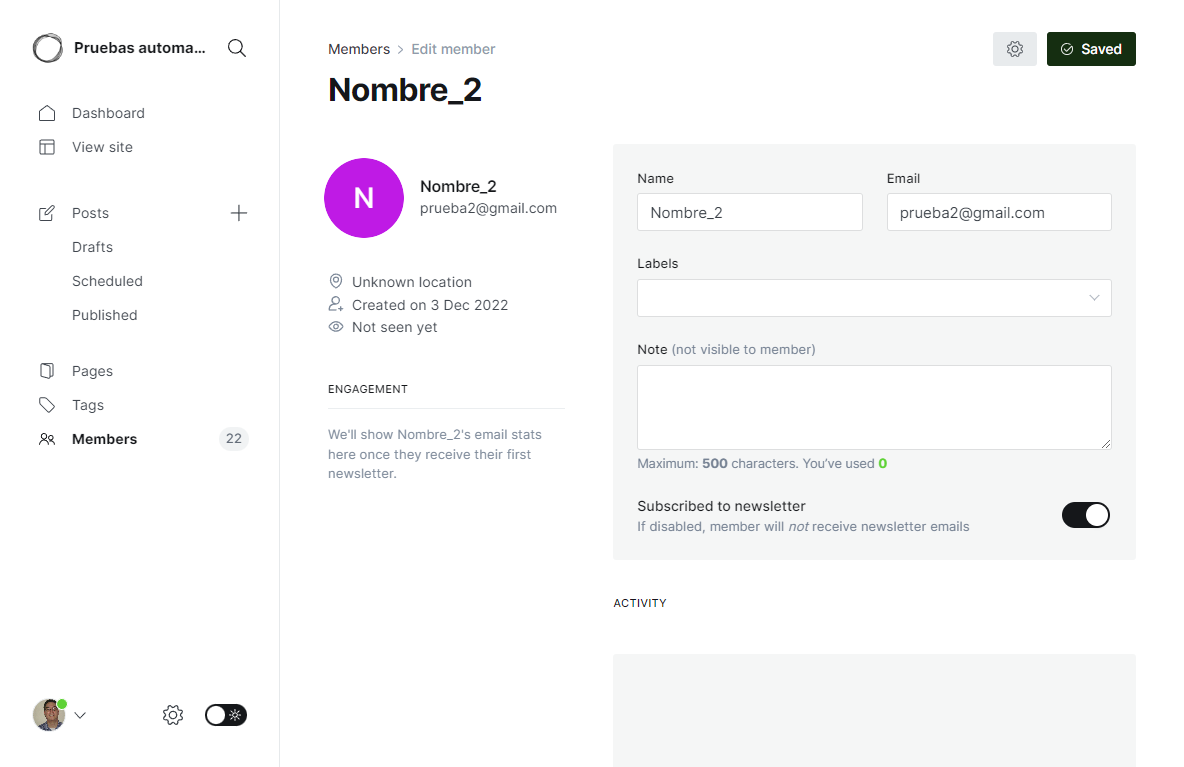 Pruebas automa...
Dashboard
View site
Posts
Drafts
Scheduled
Published
Pages
Tags
Members 22
Members > Edit member
Saved
Nombre_2
N
Nombre_2
prueba2@gmail.com
Unknown location
Created on 3 Dec 2022
Not seen yet
ENGAGEMENT
We'll show Nombre_2's email stats
here once they receive their first
newsletter.
Name Email
Nombre_2 prueba2@gmail.com
Labels
Note (not visible to member)
Maximum: 500 characters. You've used 0
Subscribed to newsletter
If disabled, member will not receive newsletter emails
ACTIVITY